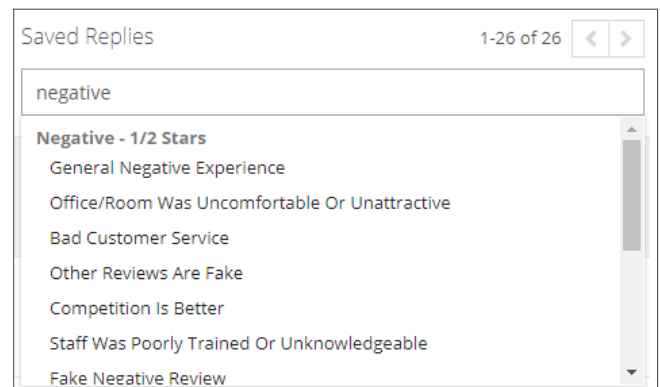 Saved Replies
1-26 of 26
negative
Negative - 1/2 Stars
General Negative Experience
Office/Room Was Uncomfortable Or Unattractive
Bad Customer Service
Other Reviews Are Fake
Competition Is Better
Staff Was Poorly Trained Or Unknowledgeable
Fake Negative Review